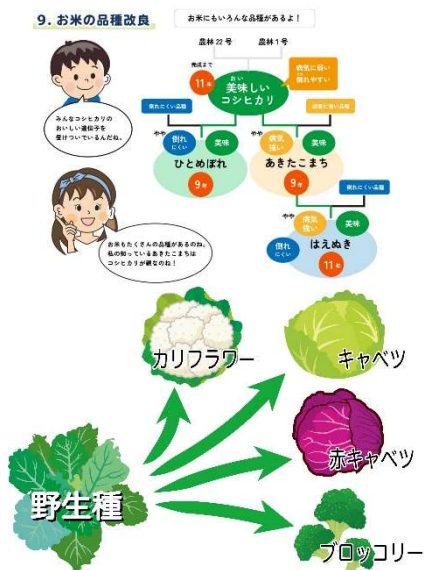 9. お米の品種改良
お米にもいろんな品種があるよ！
農林22号
農林1号
完成まで
11年
おい
美味しい
コシヒカリ
病気に弱い
倒れやすい
倒れにくい品種
病気に強い品種
みんなコシヒカリの
おいしい遺伝子を
受けついでいるんだね。
やや
倒れ
にくい
美味
ひとめぼれ
9年
やや
病気
強い
美味
あきたこまち
9年
倒れにくい品種
やや
病気
強い
美味
倒れ
にくい
はえぬき
11年
お米もたくさんの品種があるのね。
私の知っているあきたこまちは
コシヒカリが親なのね！
カリフラワー
キャベツ
赤キャベツ
野生種
ブロッコリー